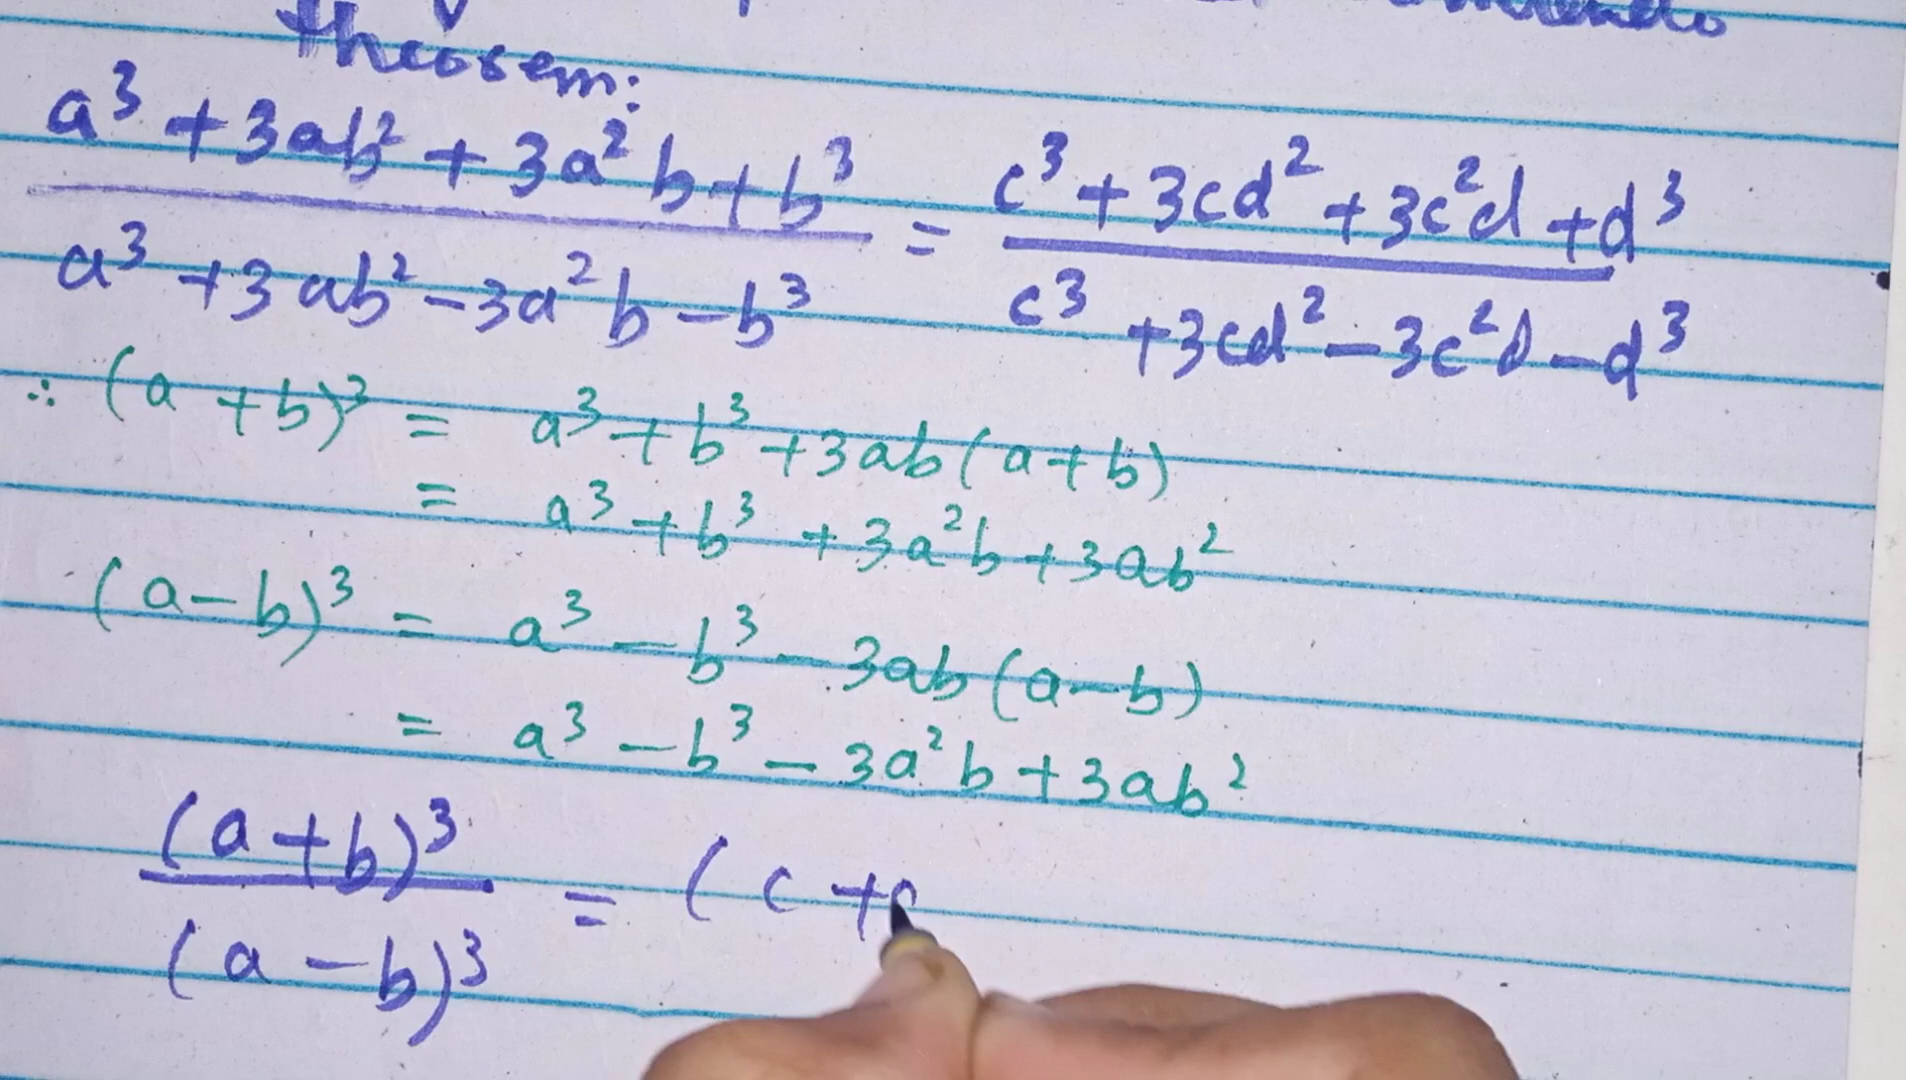 theorem:
a³ + 3ab² + 3a²b + b³ / a³ + 3ab² - 3a²b - b³ = c³ + 3cd² + 3c²d + d³ / c³ + 3cd² - 3c²d - d³
∴ (a + b)³ = a³ + b³ + 3ab (a + b)
= a³ + b³ + 3a²b + 3ab²
(a - b)³ = a³ - b³ - 3ab (a - b)
= a³ - b³ - 3a²b + 3ab²
(a + b)³ / (a - b)³ = ( c +